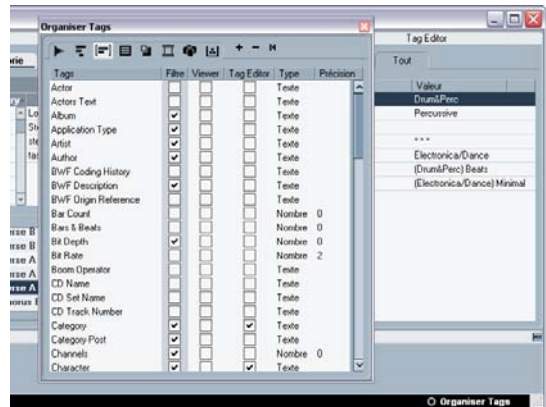 Organiser Tags
Tags Filtre Viewer Tag Editor Type Précision
Actor Texte
Actors Text Texte
Album Texte
Application Type Texte
Artist Texte
Author Texte
BWF Coding History Texte
BWF Description Texte
BWF Origin Reference Texte
Bar Count Nombre 0
Bars & Beats Nombre 0
Bit Depth Nombre 0
Bit Rate Nombre 2
Boom Operator Texte
CD Name Texte
CD Set Name Texte
CD Track Number Texte
Category Texte
Category Post Texte
Channels Nombre 0
Character Texte
Tag Editor
Tout
Valeur
Drum&Perc
Percussive
***
Electronica/Dance
(Drum&Perc) Beats
(Electronica/Dance) Minimal
Organiser Tags